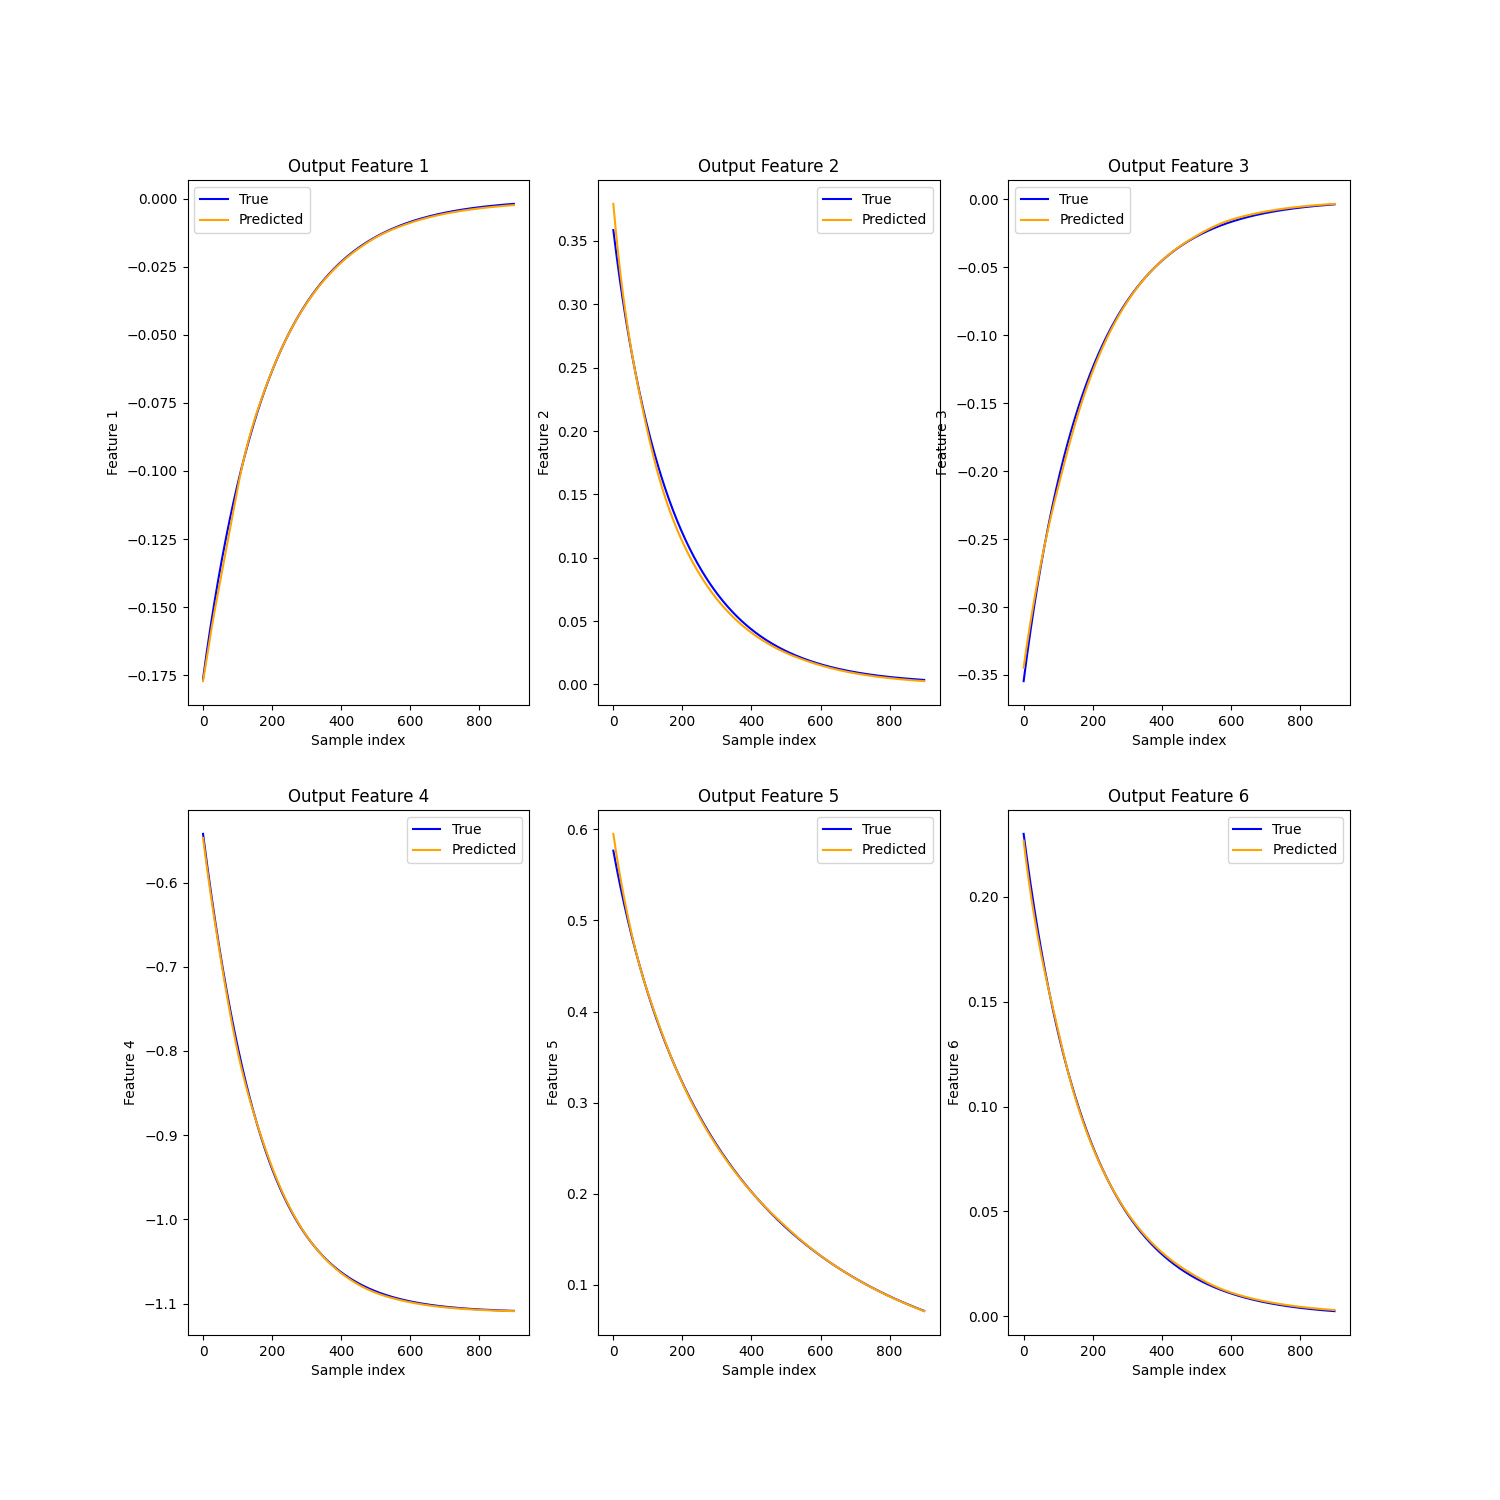 Output Feature 1
True
Predicted
0.000
−0.025
−0.050
−0.075
−0.100
−0.125
−0.150
−0.175
Feature 1
0 200 400 600 800
Sample index
Output Feature 2
True
Predicted
0.35
0.30
0.25
0.20
0.15
0.10
0.05
0.00
Feature 2
0 200 400 600 800
Sample index
Output Feature 3
True
Predicted
0.00
−0.05
−0.10
−0.15
−0.20
−0.25
−0.30
−0.35
Feature 3
0 200 400 600 800
Sample index
Output Feature 4
True
Predicted
−0.6
−0.7
−0.8
−0.9
−1.0
−1.1
Feature 4
0 200 400 600 800
Sample index
Output Feature 5
True
Predicted
0.6
0.5
0.4
0.3
0.2
0.1
Feature 5
0 200 400 600 800
Sample index
Output Feature 6
True
Predicted
0.20
0.15
0.10
0.05
0.00
Feature 6
0 200 400 600 800
Sample index